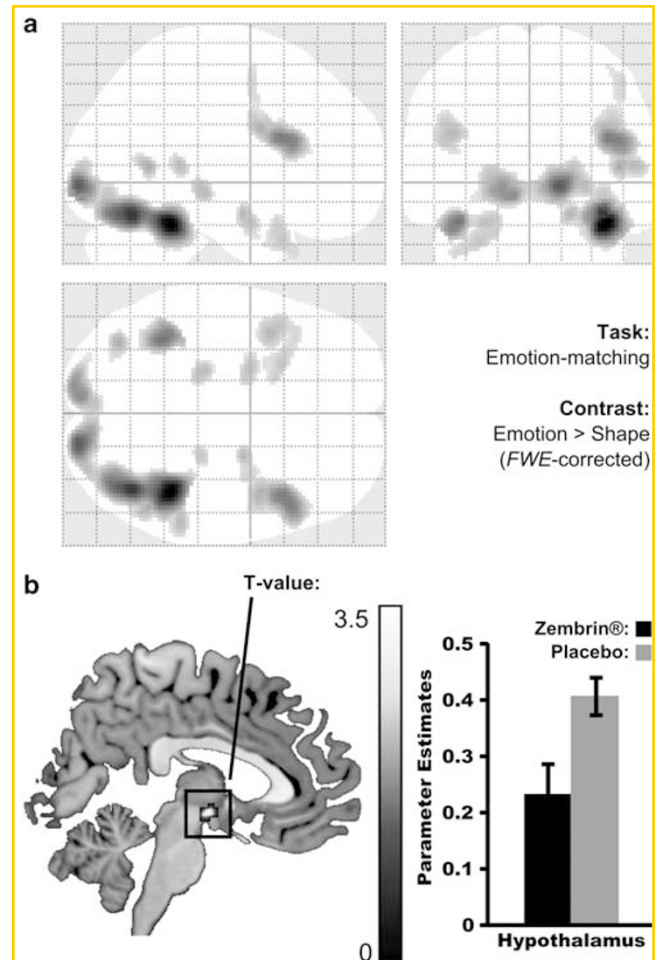 a
Task:
Emotion-matching
Contrast:
Emotion > Shape
(FWE-corrected)
b
T-value:
3.5
0
Zembrin®:
Placebo:
Parameter Estimates
0.5
0.4
0.3
0.2
0.1
0
Hypothalamus